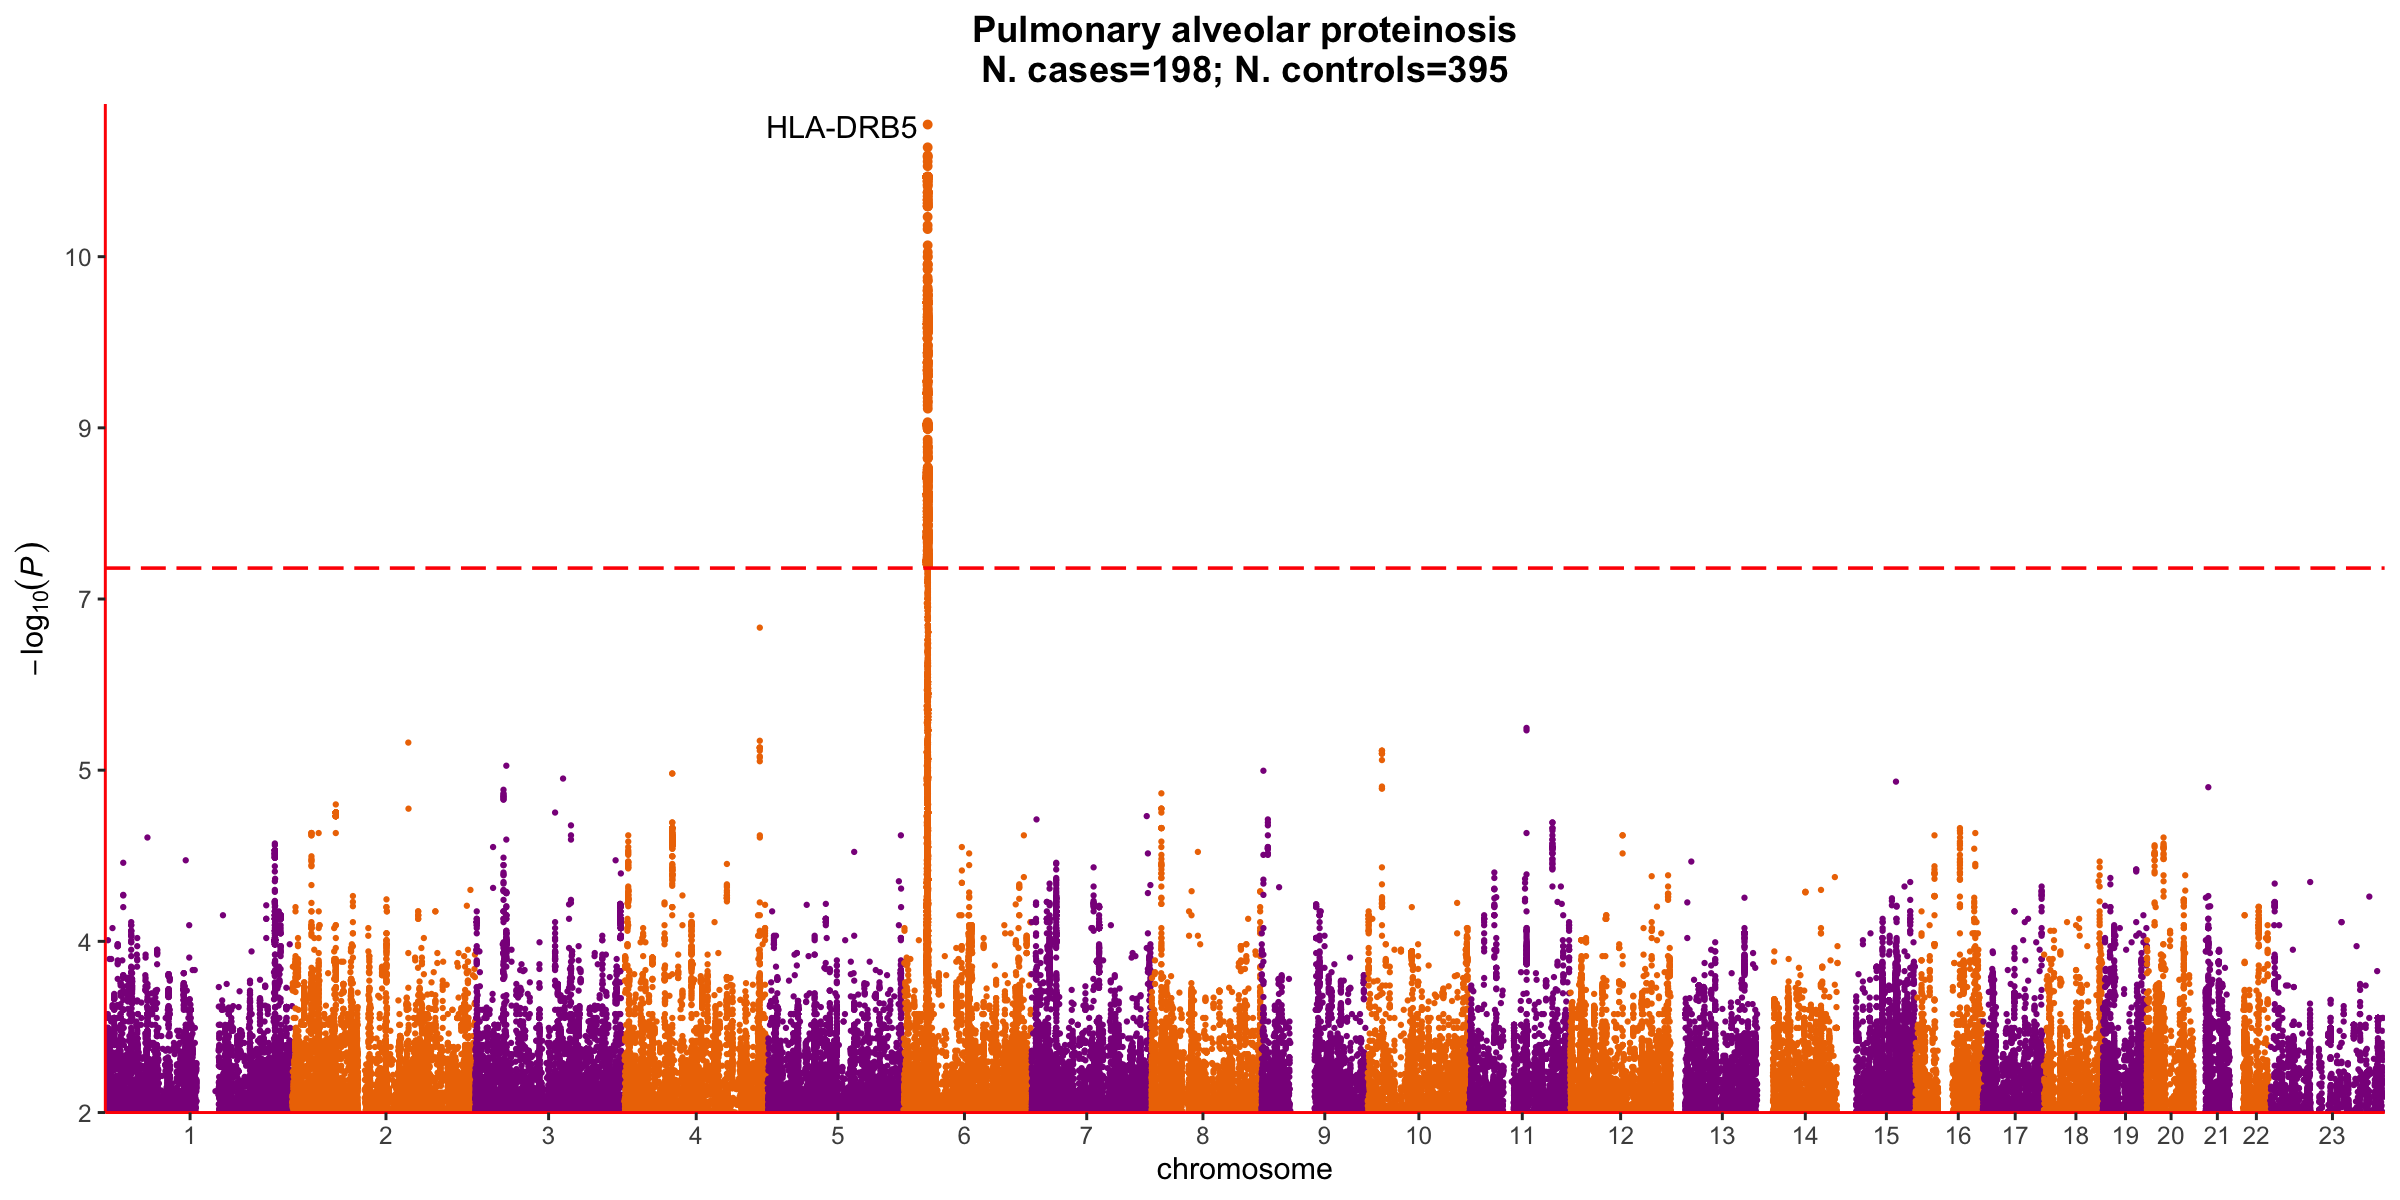 Pulmonary alveolar proteinosis
N. cases=198; N. controls=395
HLA-DRB5
10
9
7
5
4
2
−log₁₀(P)
1 2 3 4 5 6 7 8 9 10 11 12 13 14 15 16 17 18 19 20 21 22 23
chromosome